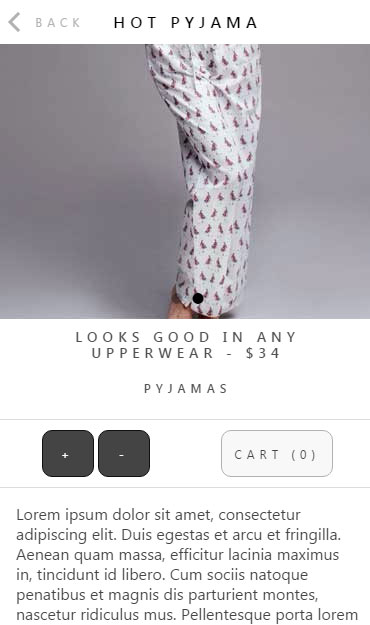 BACK
HOT PYJAMA
LOOKS GOOD IN ANY
UPPERWEAR - $34
PYJAMAS
+
-
CART (0)
Lorem ipsum dolor sit amet, consectetur
adipiscing elit. Duis egestas et arcu et fringilla.
Aenean quam massa, efficitur lacinia maximus
in, tincidunt id libero. Cum sociis natoque
penatibus et magnis dis parturient montes,
nascetur ridiculus mus. Pellentesque porta lorem